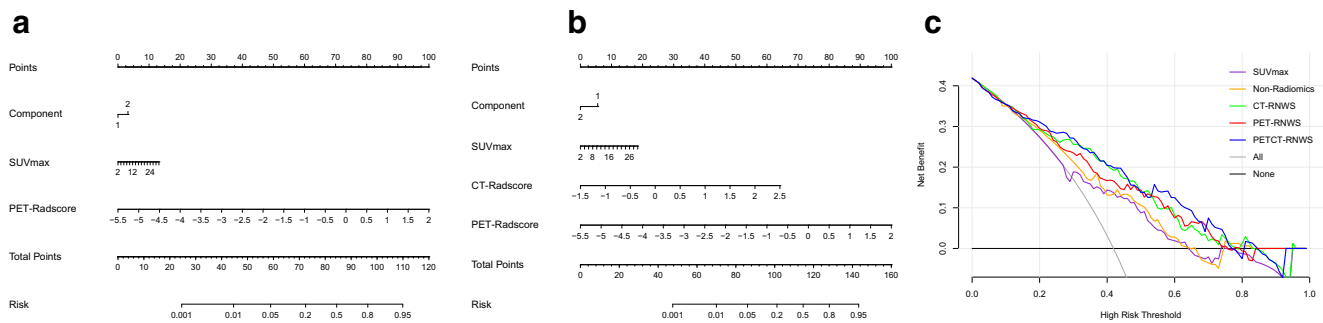 a
Points
0 10 20 30 40 50 60 70 80 90 100
Component
2
1
SUVmax
2 12 24
PET-Radscore
−5.5 −5 −4.5 −4 −3.5 −3 −2.5 −2 −1.5 −1 −0.5 0 0.5 1 1.5 2
Total Points
0 10 20 30 40 50 60 70 80 90 100 110 120
Risk
0.001 0.01 0.05 0.2 0.5 0.8 0.95
b
Points
0 10 20 30 40 50 60 70 80 90 100
Component
1
2
SUVmax
2 8 16 26
CT-Radscore
−1.5 −1 −0.5 0 0.5 1 1.5 2 2.5
PET-Radscore
−5.5 −5 −4.5 −4 −3.5 −3 −2.5 −2 −1.5 −1 −0.5 0 0.5 1 1.5 2
Total Points
0 20 40 60 80 100 120 140 160
Risk
0.001 0.01 0.05 0.2 0.5 0.8 0.95
c
SUVmax
Non-Radiomics
CT-RNWS
PET-RNWS
PETCT-RNWS
All
None
Net Benefit
0.4
0.3
0.2
0.1
0.0
0.0 0.2 0.4 0.6 0.8 1.0
High Risk Threshold